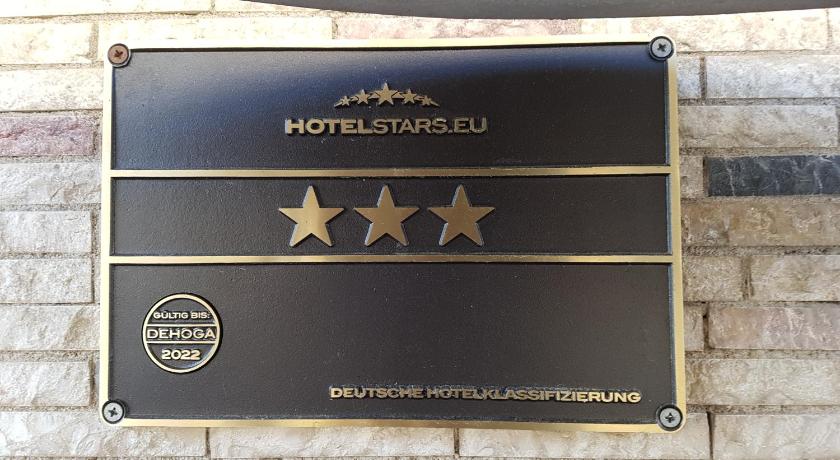 HOTELSTARS.EU
GÜLTIG BIS:
DEHOGA
2022
DEUTSCHE HOTELKLASSIFIZIERUNG